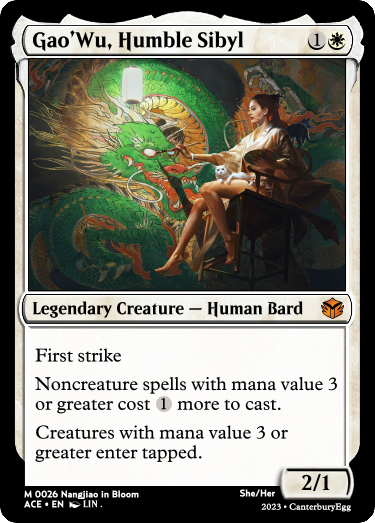 Gao'Wu, Humble Sibyl 1
Legendary Creature — Human Bard
First strike
Noncreature spells with mana value 3
or greater cost 1 more to cast.
Creatures with mana value 3 or
greater enter tapped.
2/1
M 0026 Nangjiao in Bloom
She/Her
ACE • EN LIN .
2023 • CanterburyEgg